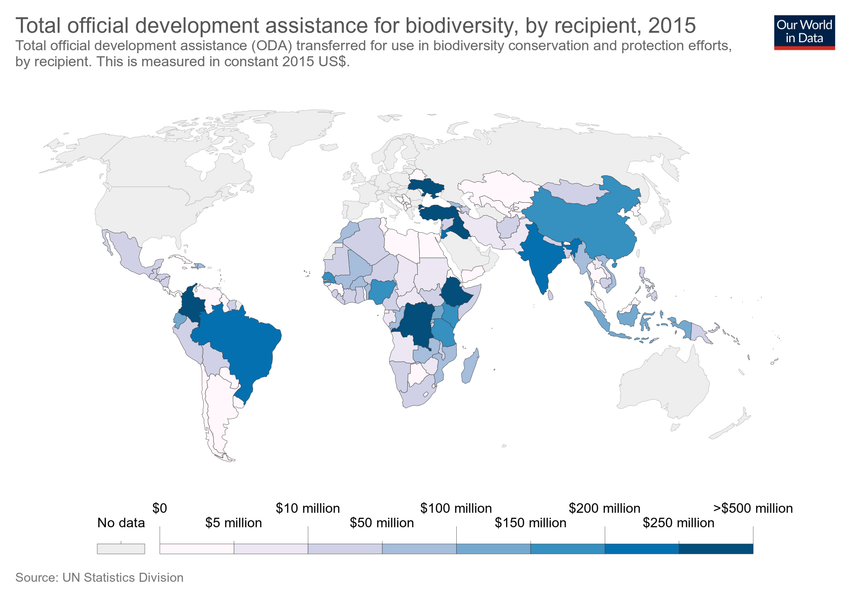 Total official development assistance for biodiversity, by recipient, 2015
Total official development assistance (ODA) transferred for use in biodiversity conservation and protection efforts,
by recipient. This is measured in constant 2015 US$.
Our World
in Data
No data
$0
$5 million
$10 million
$50 million
$100 million
$150 million
$200 million
$250 million
>$500 million
Source: UN Statistics Division